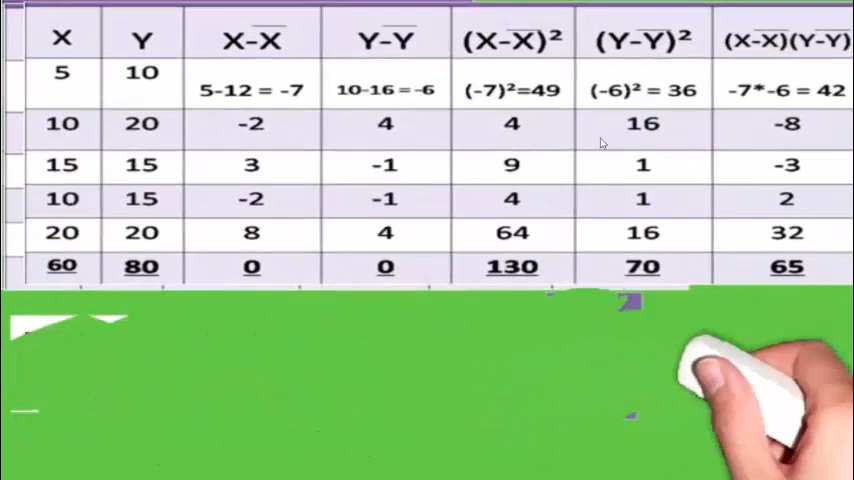 X Y X-X̅ Y-Y̅ (X-X̅)² (Y-Y̅)² (X-X̅)(Y-Y̅)
5 10 5-12 = -7 10-16 = -6 (-7)²=49 (-6)² = 36 -7*-6 = 42
10 20 -2 4 4 16 -8
15 15 3 -1 9 1 -3
10 15 -2 -1 4 1 2
20 20 8 4 64 16 32
60 80 0 0 130 70 65